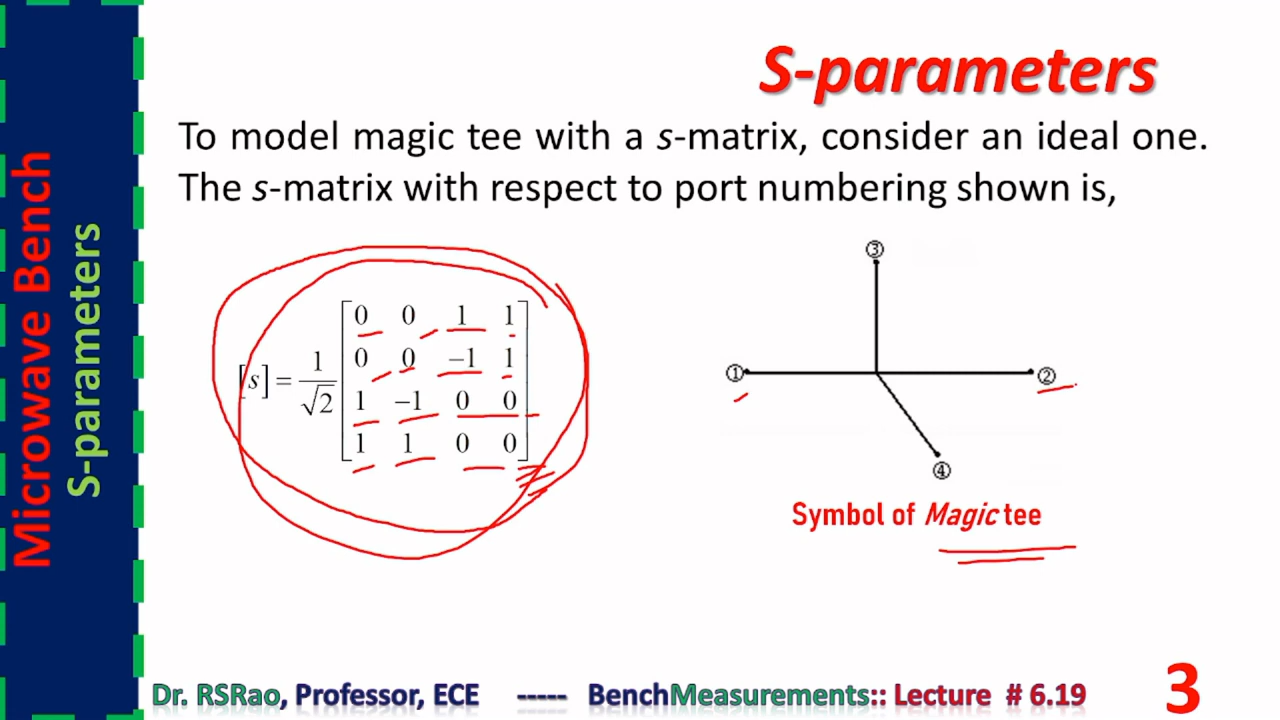 Microwave Bench
S-parameters
S-parameters
To model magic tee with a s-matrix, consider an ideal one.
The s-matrix with respect to port numbering shown is,
[s] = 1/√2
0 0 1 1
0 0 −1 1
1 −1 0 0
1 1 0 0
③
①
②
④
Symbol of Magic tee
Dr. RSRao, Professor, ECE ----- BenchMeasurements:: Lecture # 6.19
3